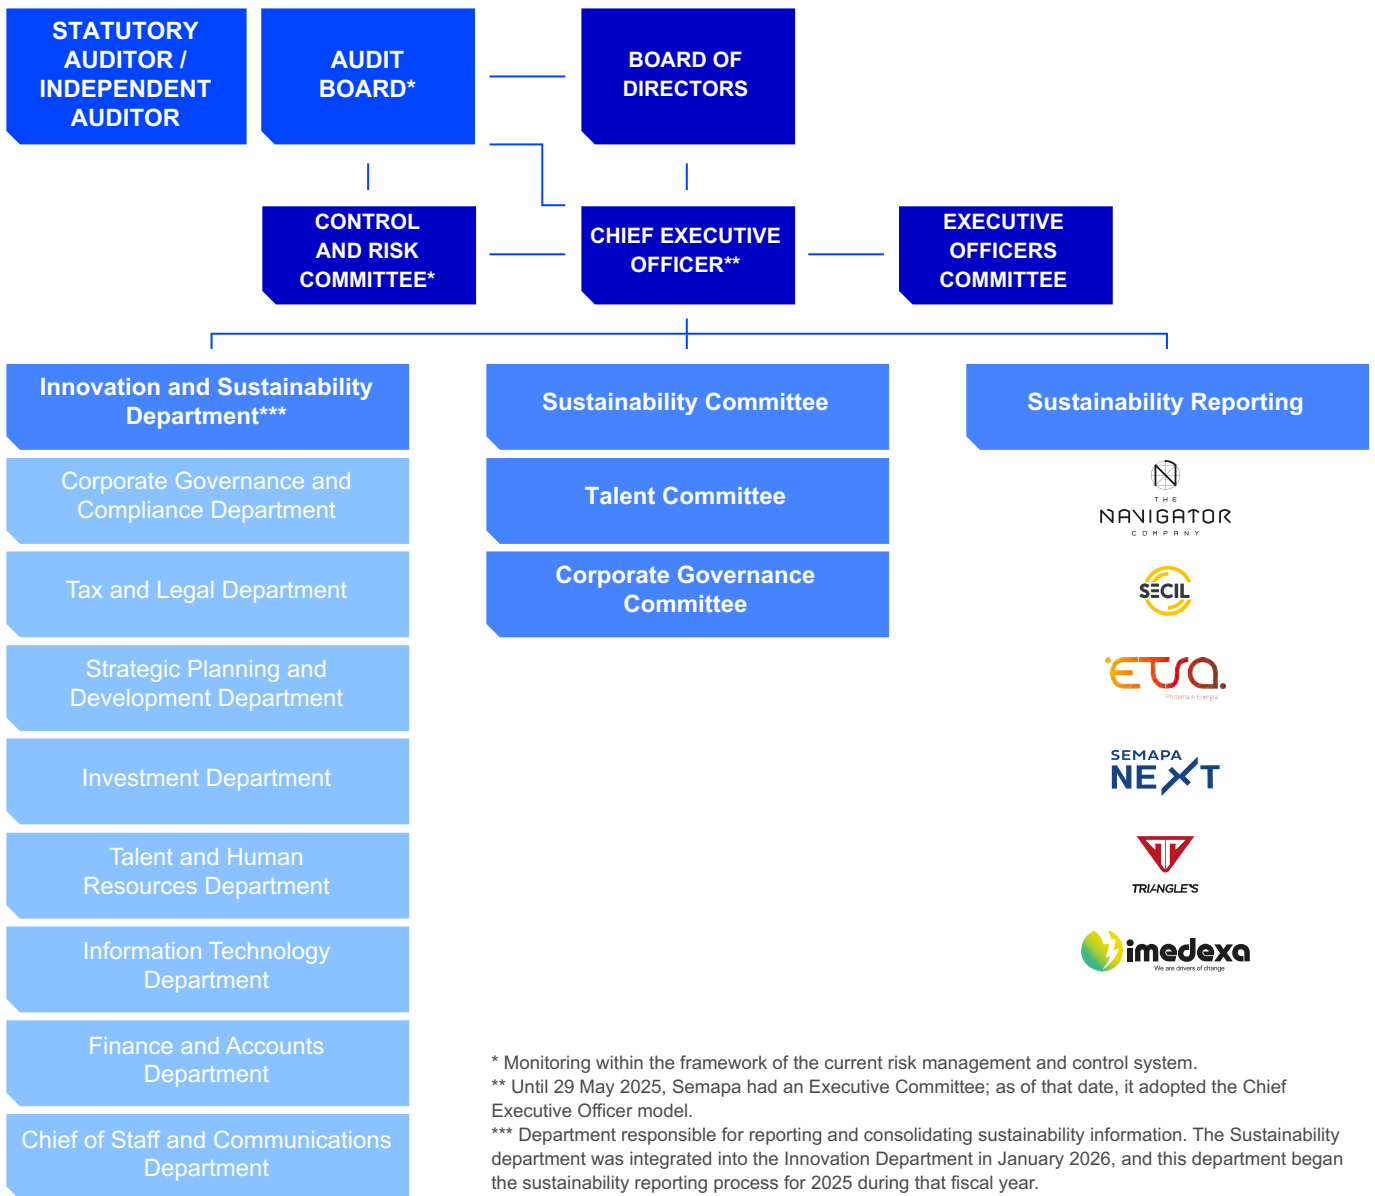 STATUTORY
AUDITOR /
INDEPENDENT
AUDITOR
AUDIT
BOARD*
BOARD OF
DIRECTORS
CONTROL
AND RISK
COMMITTEE*
CHIEF EXECUTIVE
OFFICER**
EXECUTIVE
OFFICERS
COMMITTEE
Innovation and Sustainability
Department***
Corporate Governance and
Compliance Department
Tax and Legal Department
Strategic Planning and
Development Department
Investment Department
Talent and Human
Resources Department
Information Technology
Department
Finance and Accounts
Department
Chief of Staff and Communications
Department
Sustainability Committee
Talent Committee
Corporate Governance
Committee
Sustainability Reporting
THE
NAVIGATOR
COMPANY
SECIL
ETSA.
Proteína e Energia
SEMAPA
NEXT
TRIANGLE'S
imedexa
We are drivers of change
* Monitoring within the framework of the current risk management and control system.
** Until 29 May 2025, Semapa had an Executive Committee; as of that date, it adopted the Chief
Executive Officer model.
*** Department responsible for reporting and consolidating sustainability information. The Sustainability
department was integrated into the Innovation Department in January 2026, and this department began
the sustainability reporting process for 2025 during that fiscal year.